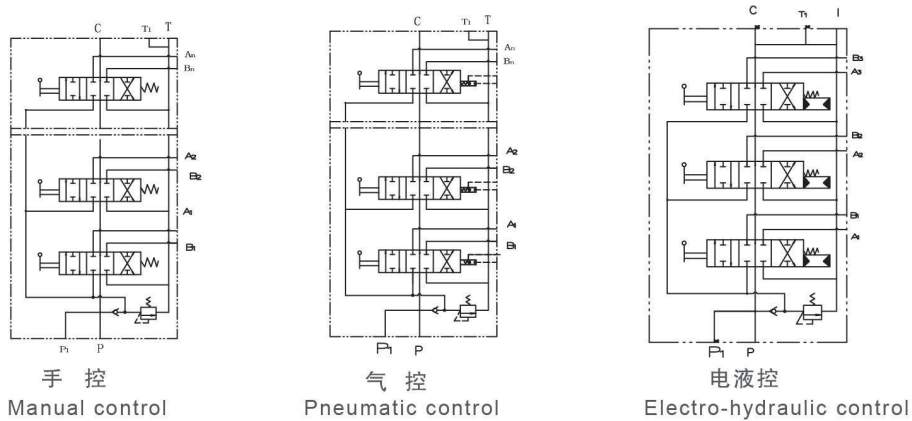 C T1 T
An
Bn
A2
B2
A1
B1
P1 P
手 控
Manual control
C T1 T
An
Bn
A2
B2
A1
B1
P1 P
气 控
Pneumatic control
C T1 I
B3
A3
B2
A2
B1
A1
P1 P
电液控
Electro-hydraulic control